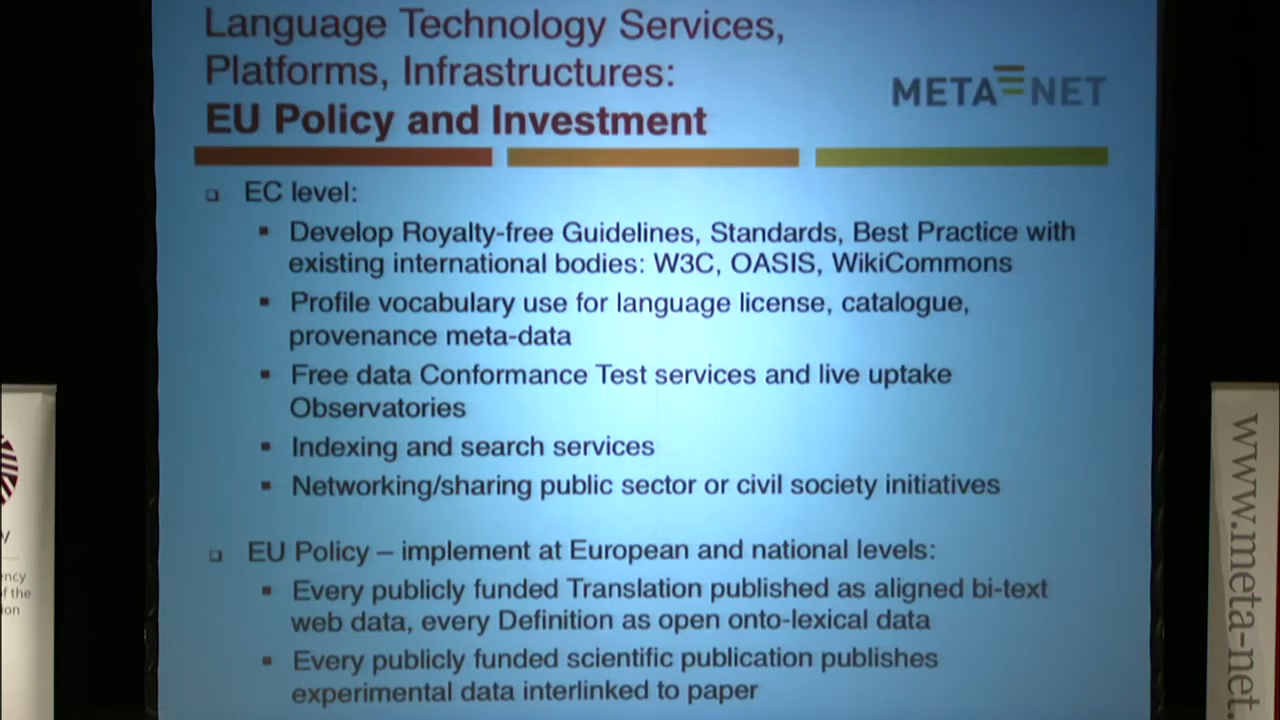 Language Technology Services,
Platforms, Infrastructures:
EU Policy and Investment
META NET
❑ EC level:
▪ Develop Royalty-free Guidelines, Standards, Best Practice with
existing international bodies: W3C, OASIS, WikiCommons
▪ Profile vocabulary use for language license, catalogue,
provenance meta-data
▪ Free data Conformance Test services and live uptake
Observatories
▪ Indexing and search services
▪ Networking/sharing public sector or civil society initiatives
❑ EU Policy – implement at European and national levels:
▪ Every publicly funded Translation published as aligned bi-text
web data, every Definition as open onto-lexical data
▪ Every publicly funded scientific publication publishes
experimental data interlinked to paper
ency
f the
ion
www.meta-net.